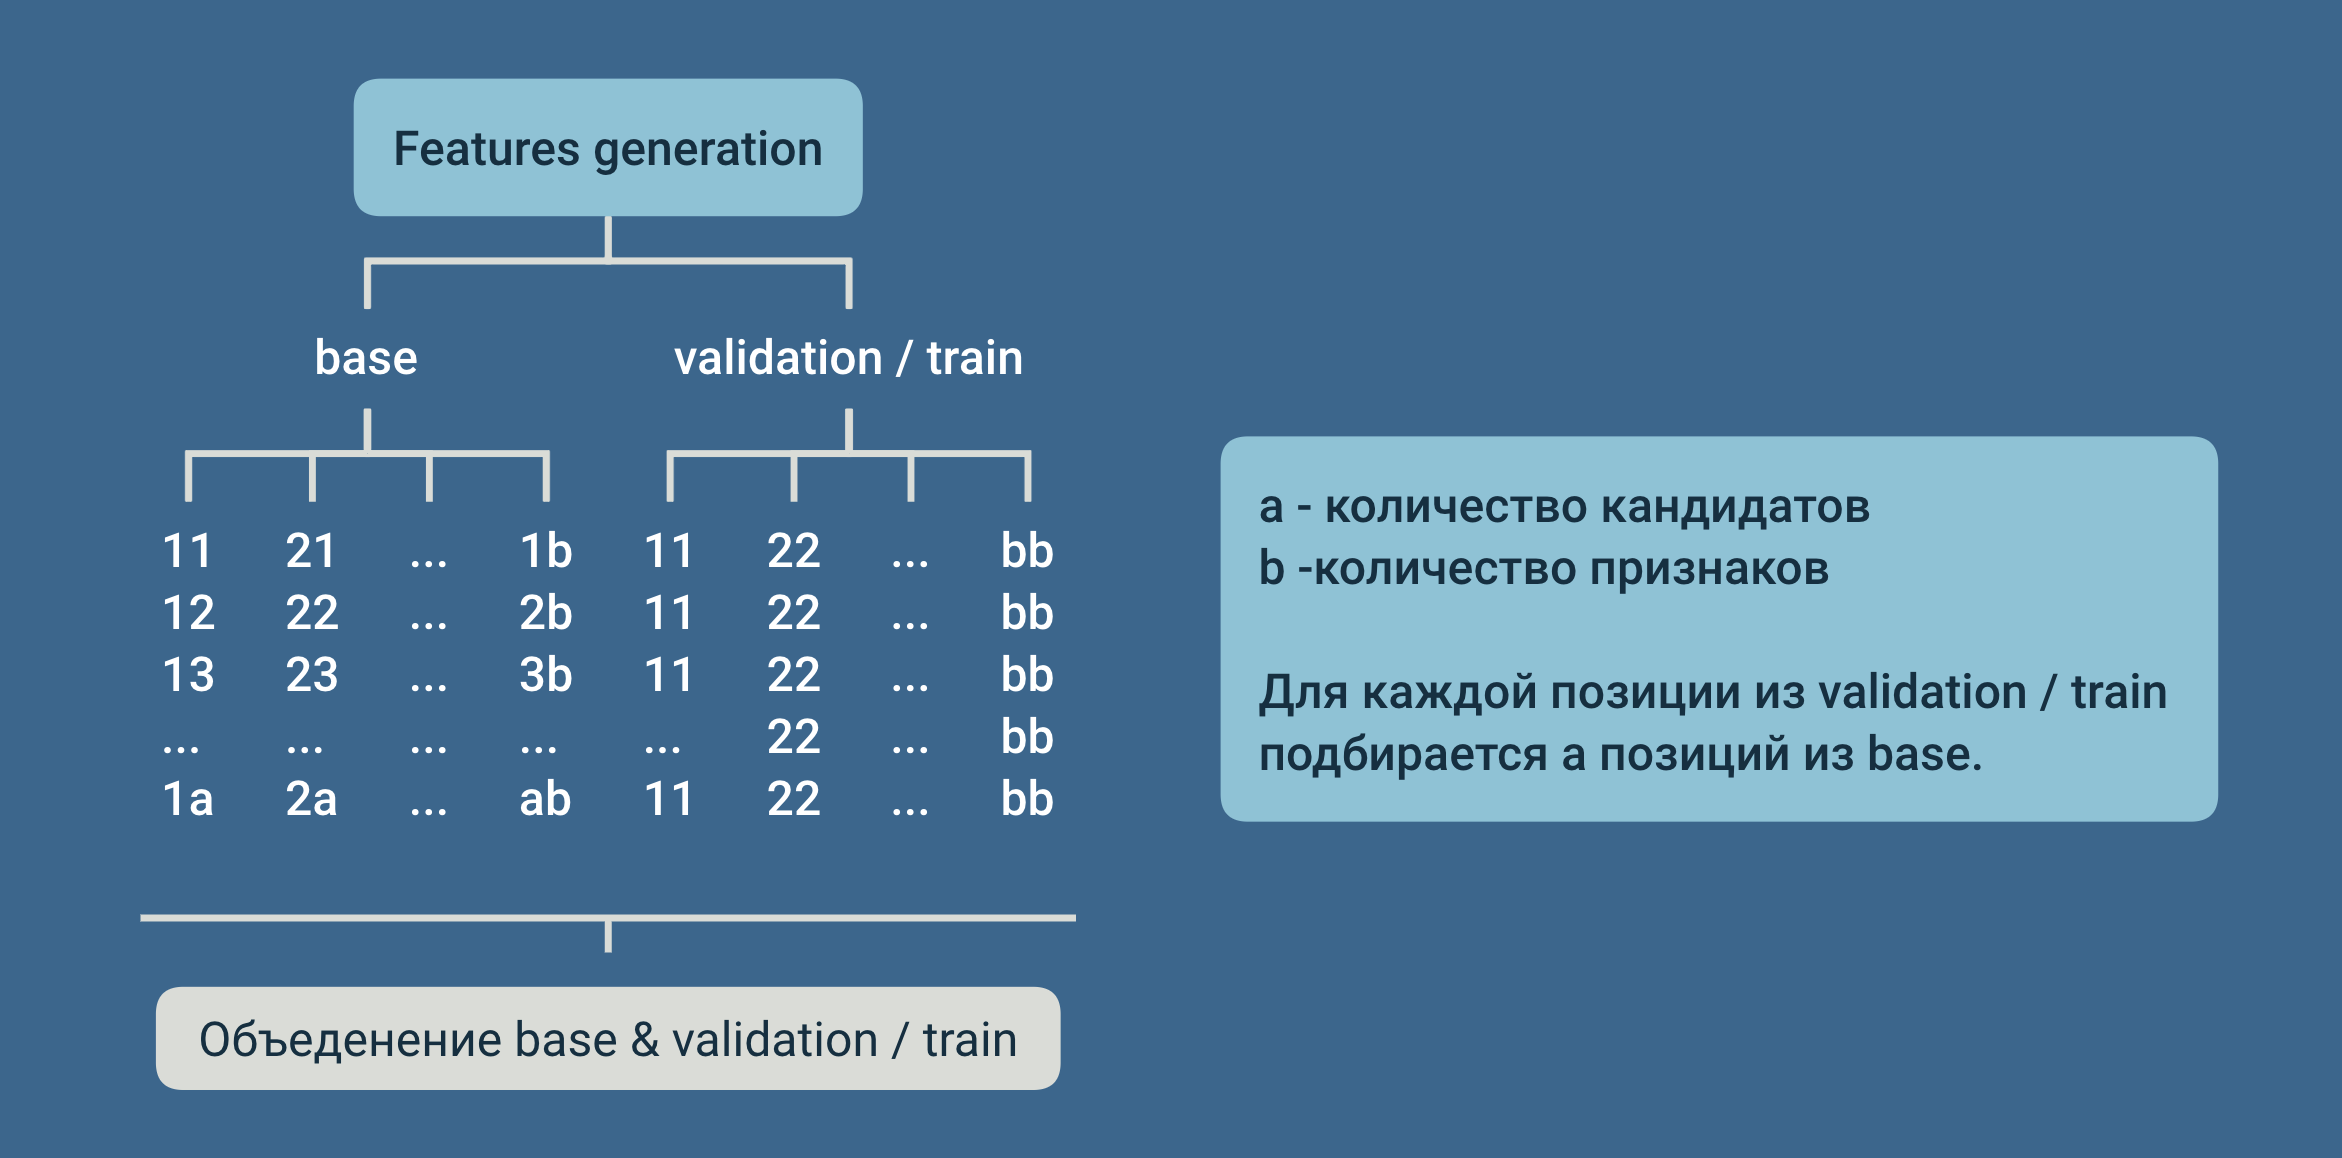 Features generation
base validation / train
11 21 ... 1b 11 22 ... bb
12 22 ... 2b 11 22 ... bb
13 23 ... 3b 11 22 ... bb
... ... ... ... ... 22 ... bb
1a 2a ... ab 11 22 ... bb
Объеденение base & validation / train
a - количество кандидатов
b -количество признаков
Для каждой позиции из validation / train
подбирается a позиций из base.